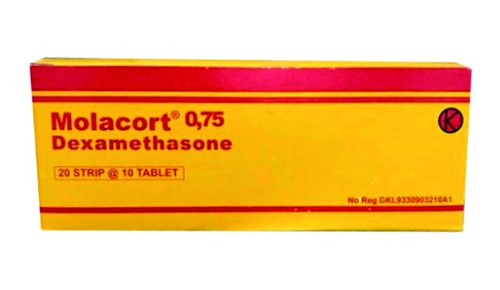 Molacort® 0,75
Dexamethasone
20 STRIP @ 10 TABLET
K
No Reg DKL9330903210A1